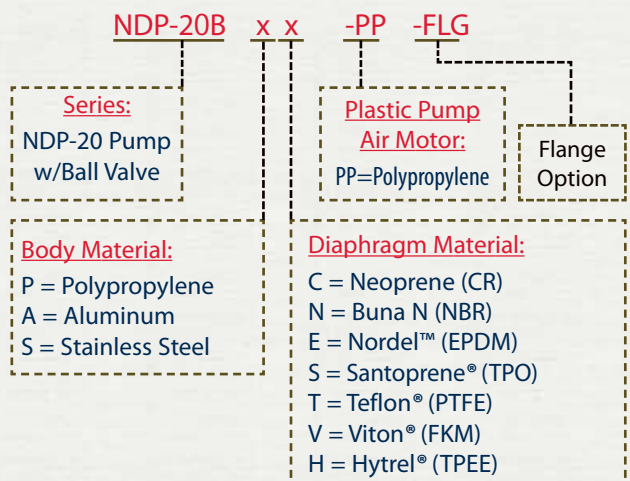 NDP-20B x x -PP -FLG
Series:
NDP-20 Pump
w/Ball Valve
Plastic Pump
Air Motor:
PP=Polypropylene
Flange
Option
Body Material:
P = Polypropylene
A = Aluminum
S = Stainless Steel
Diaphragm Material:
C = Neoprene (CR)
N = Buna N (NBR)
E = Nordel™ (EPDM)
S = Santoprene® (TPO)
T = Teflon® (PTFE)
V = Viton® (FKM)
H = Hytrel® (TPEE)